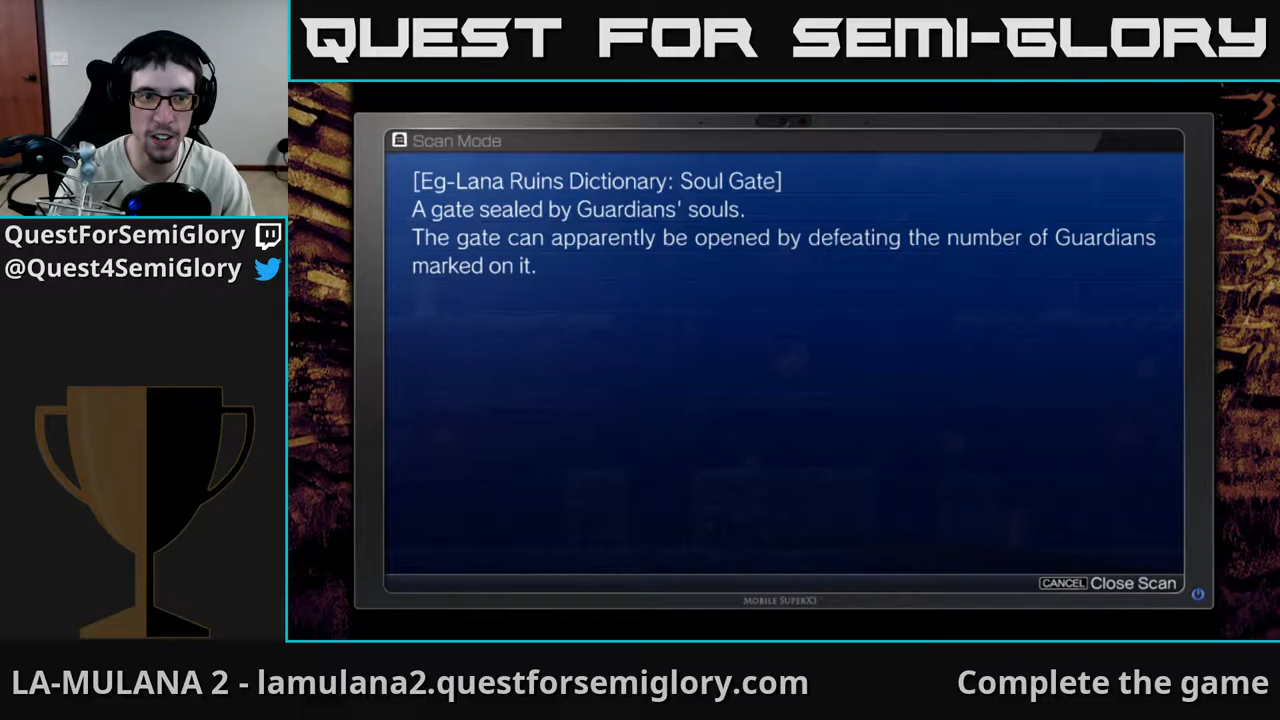 QUEST FOR SEMI-GLORY
Scan Mode
[Eg-Lana Ruins Dictionary: Soul Gate]
A gate sealed by Guardians' souls.
The gate can apparently be opened by defeating the number of Guardians
marked on it.
CANCEL Close Scan
MOBILE SUPERX3
QuestForSemiGlory
@Quest4SemiGlory
LA-MULANA 2 - lamulana2.questforsemiglory.com
Complete the game